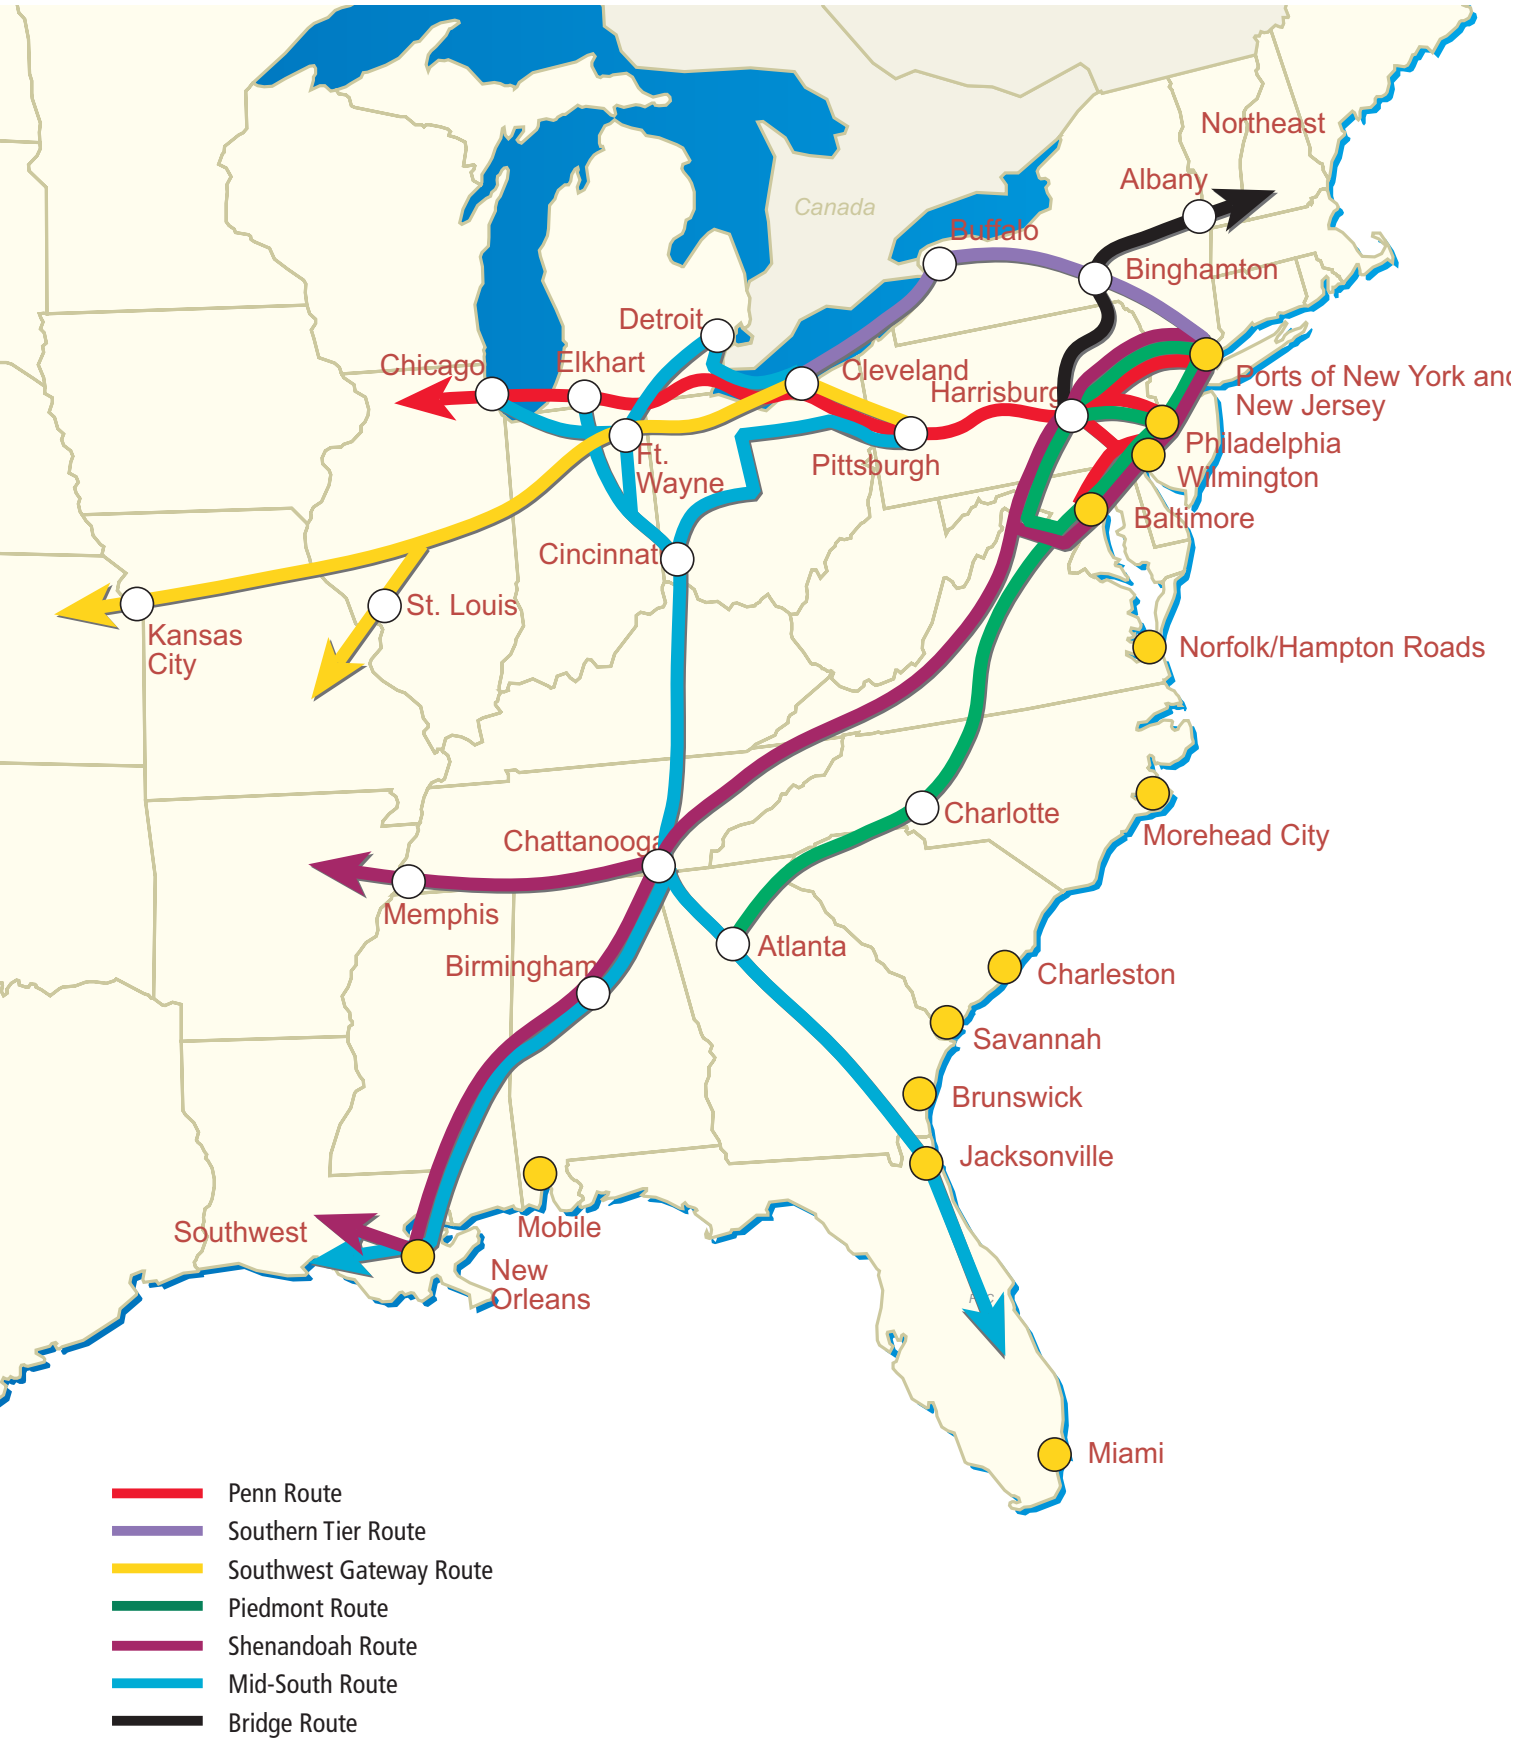 Northeast
Albany
Canada
Buffalo
Binghamton
Detroit
Chicago
Elkhart
Cleveland
Harrisburg
Ports of New York and
New Jersey
Philadelphia
Pittsburgh
Ft.
Wayne
Wilmington
Baltimore
Cincinnati
St. Louis
Kansas
City
Norfolk/Hampton Roads
Charlotte
Morehead City
Chattanooga
Memphis
Atlanta
Birmingham
Charleston
Savannah
Brunswick
Jacksonville
Mobile
Southwest
New
Orleans
Miami
Penn Route
Southern Tier Route
Southwest Gateway Route
Piedmont Route
Shenandoah Route
Mid-South Route
Bridge Route